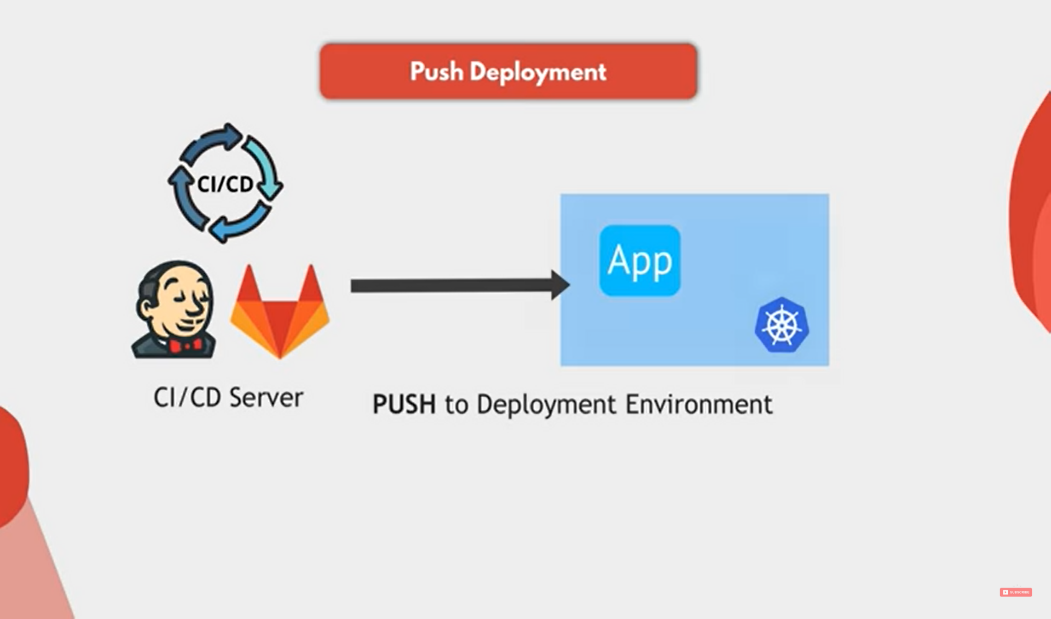 Push Deployment
CI/CD
App
CI/CD Server
PUSH to Deployment Environment